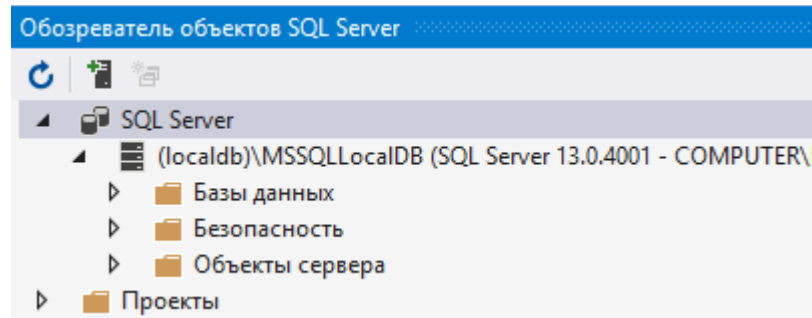 Обозреватель объектов SQL Server
SQL Server
(localdb)\MSSQLLocalDB (SQL Server 13.0.4001 - COMPUTER\
Базы данных
Безопасность
Объекты сервера
Проекты